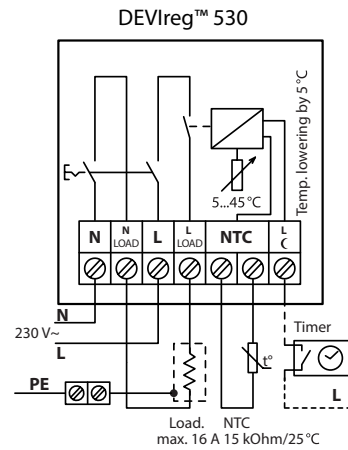 DEVIreg™ 530
Temp. lowering by 5 °C
5...45 °C
N
N
LOAD
L
L
LOAD
NTC
L
☾
N
230 V~
L
Timer
t°
L
PE
Load. NTC
max. 16 A 15 kOhm/25°C